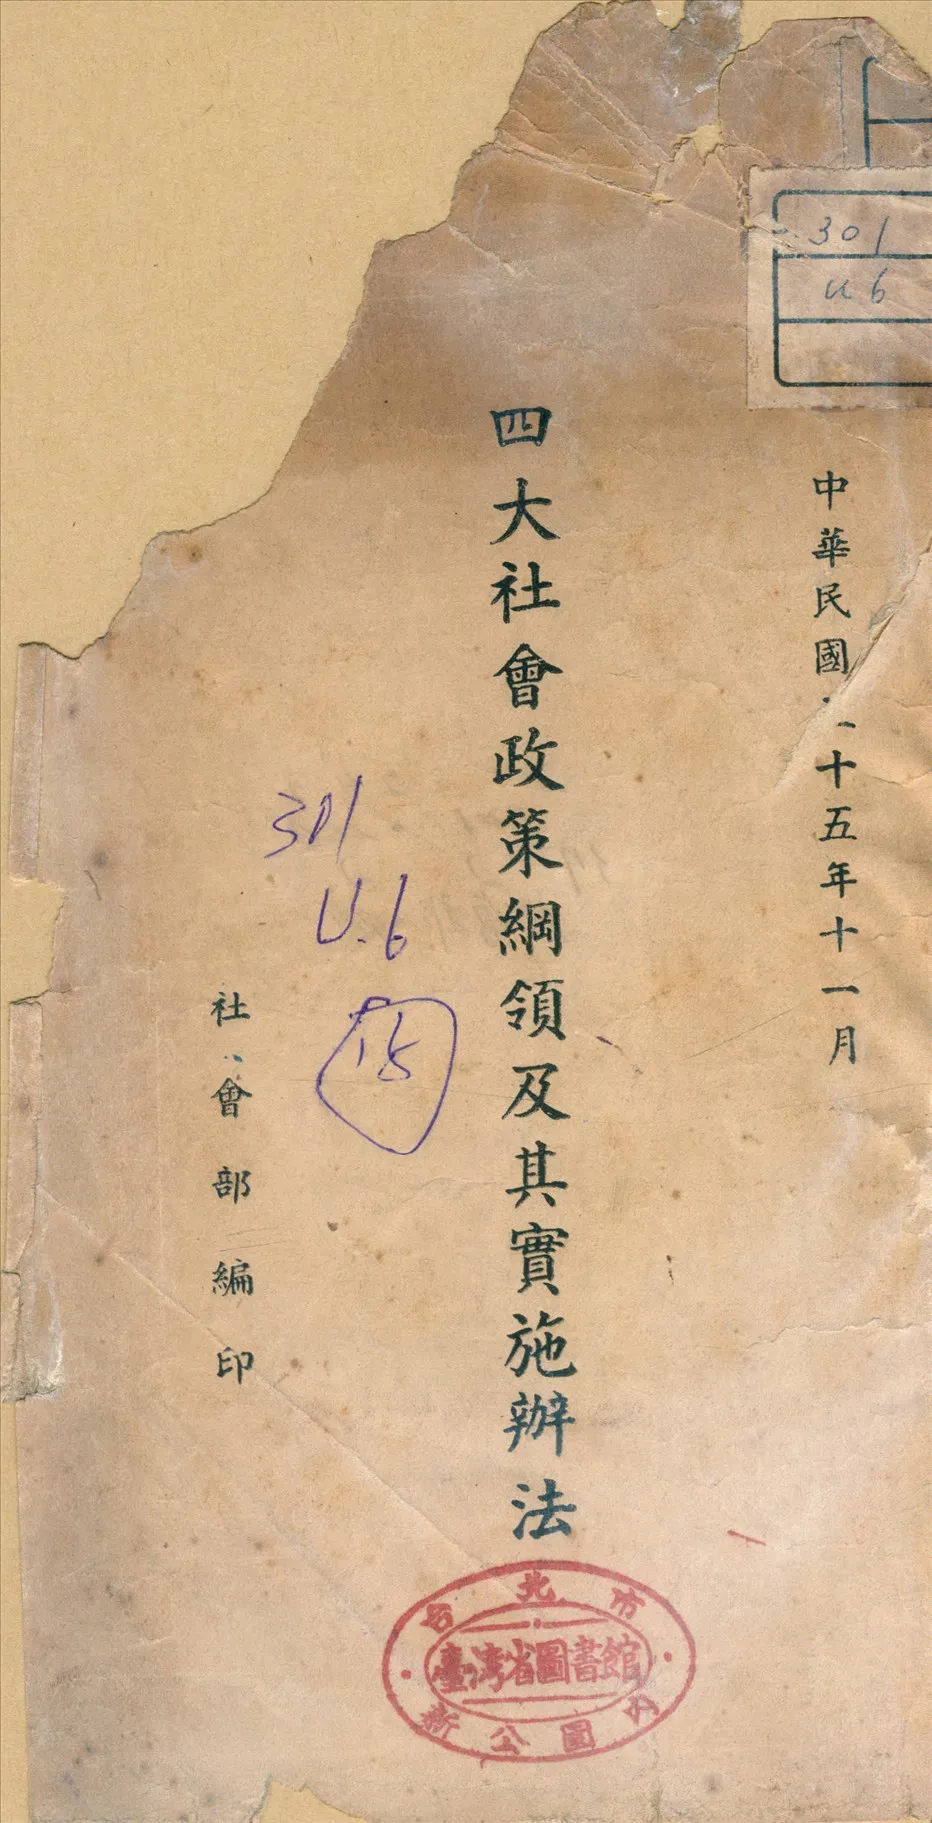 301
U6
中華民國
十五年十一月
四大社會政策綱領及其實施辦法
301
U.6
15
社會部編印
台北市
臺灣省圖書館
新公園內